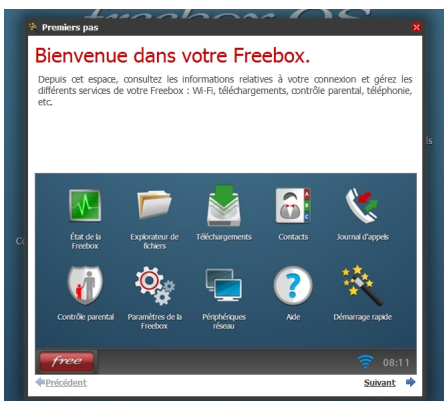 freebox OS
Premiers pas
Bienvenue dans votre Freebox.
Depuis cet espace, consultez les informations relatives à votre connexion et gérez les
différents services de votre Freebox : Wi-Fi, téléchargements, contrôle parental, téléphonie,
etc.
État de la
Freebox
Explorateur de
fichiers
Téléchargements
Contacts
Journal d'appels
Contrôle parental
Paramètres de la
Freebox
Périphériques
réseau
Aide
Démarrage rapide
free
08:11
Précédent
Suivant